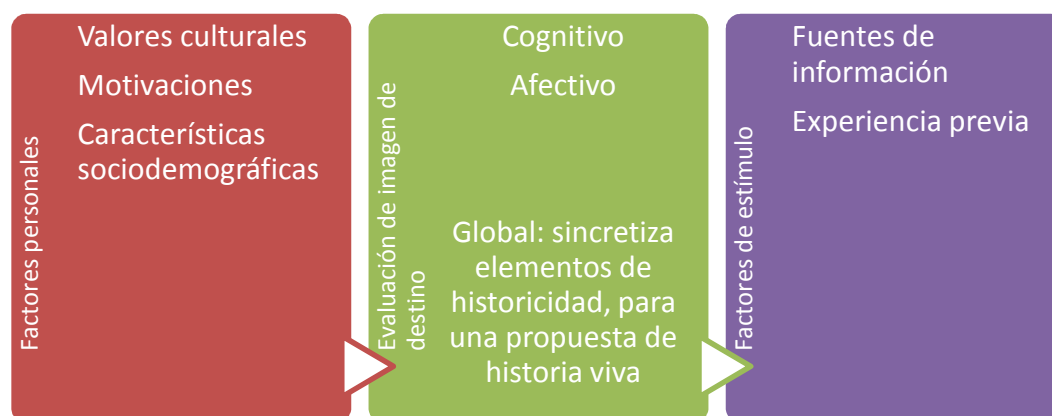 Factores personales
Valores culturales
Motivaciones
Características
sociodemográficas
Evaluación de imagen de
destino
Cognitivo
Afectivo
Global: sincretiza
elementos de
historicidad, para
una propuesta de
historia viva
Factores de estímulo
Fuentes de
información
Experiencia previa